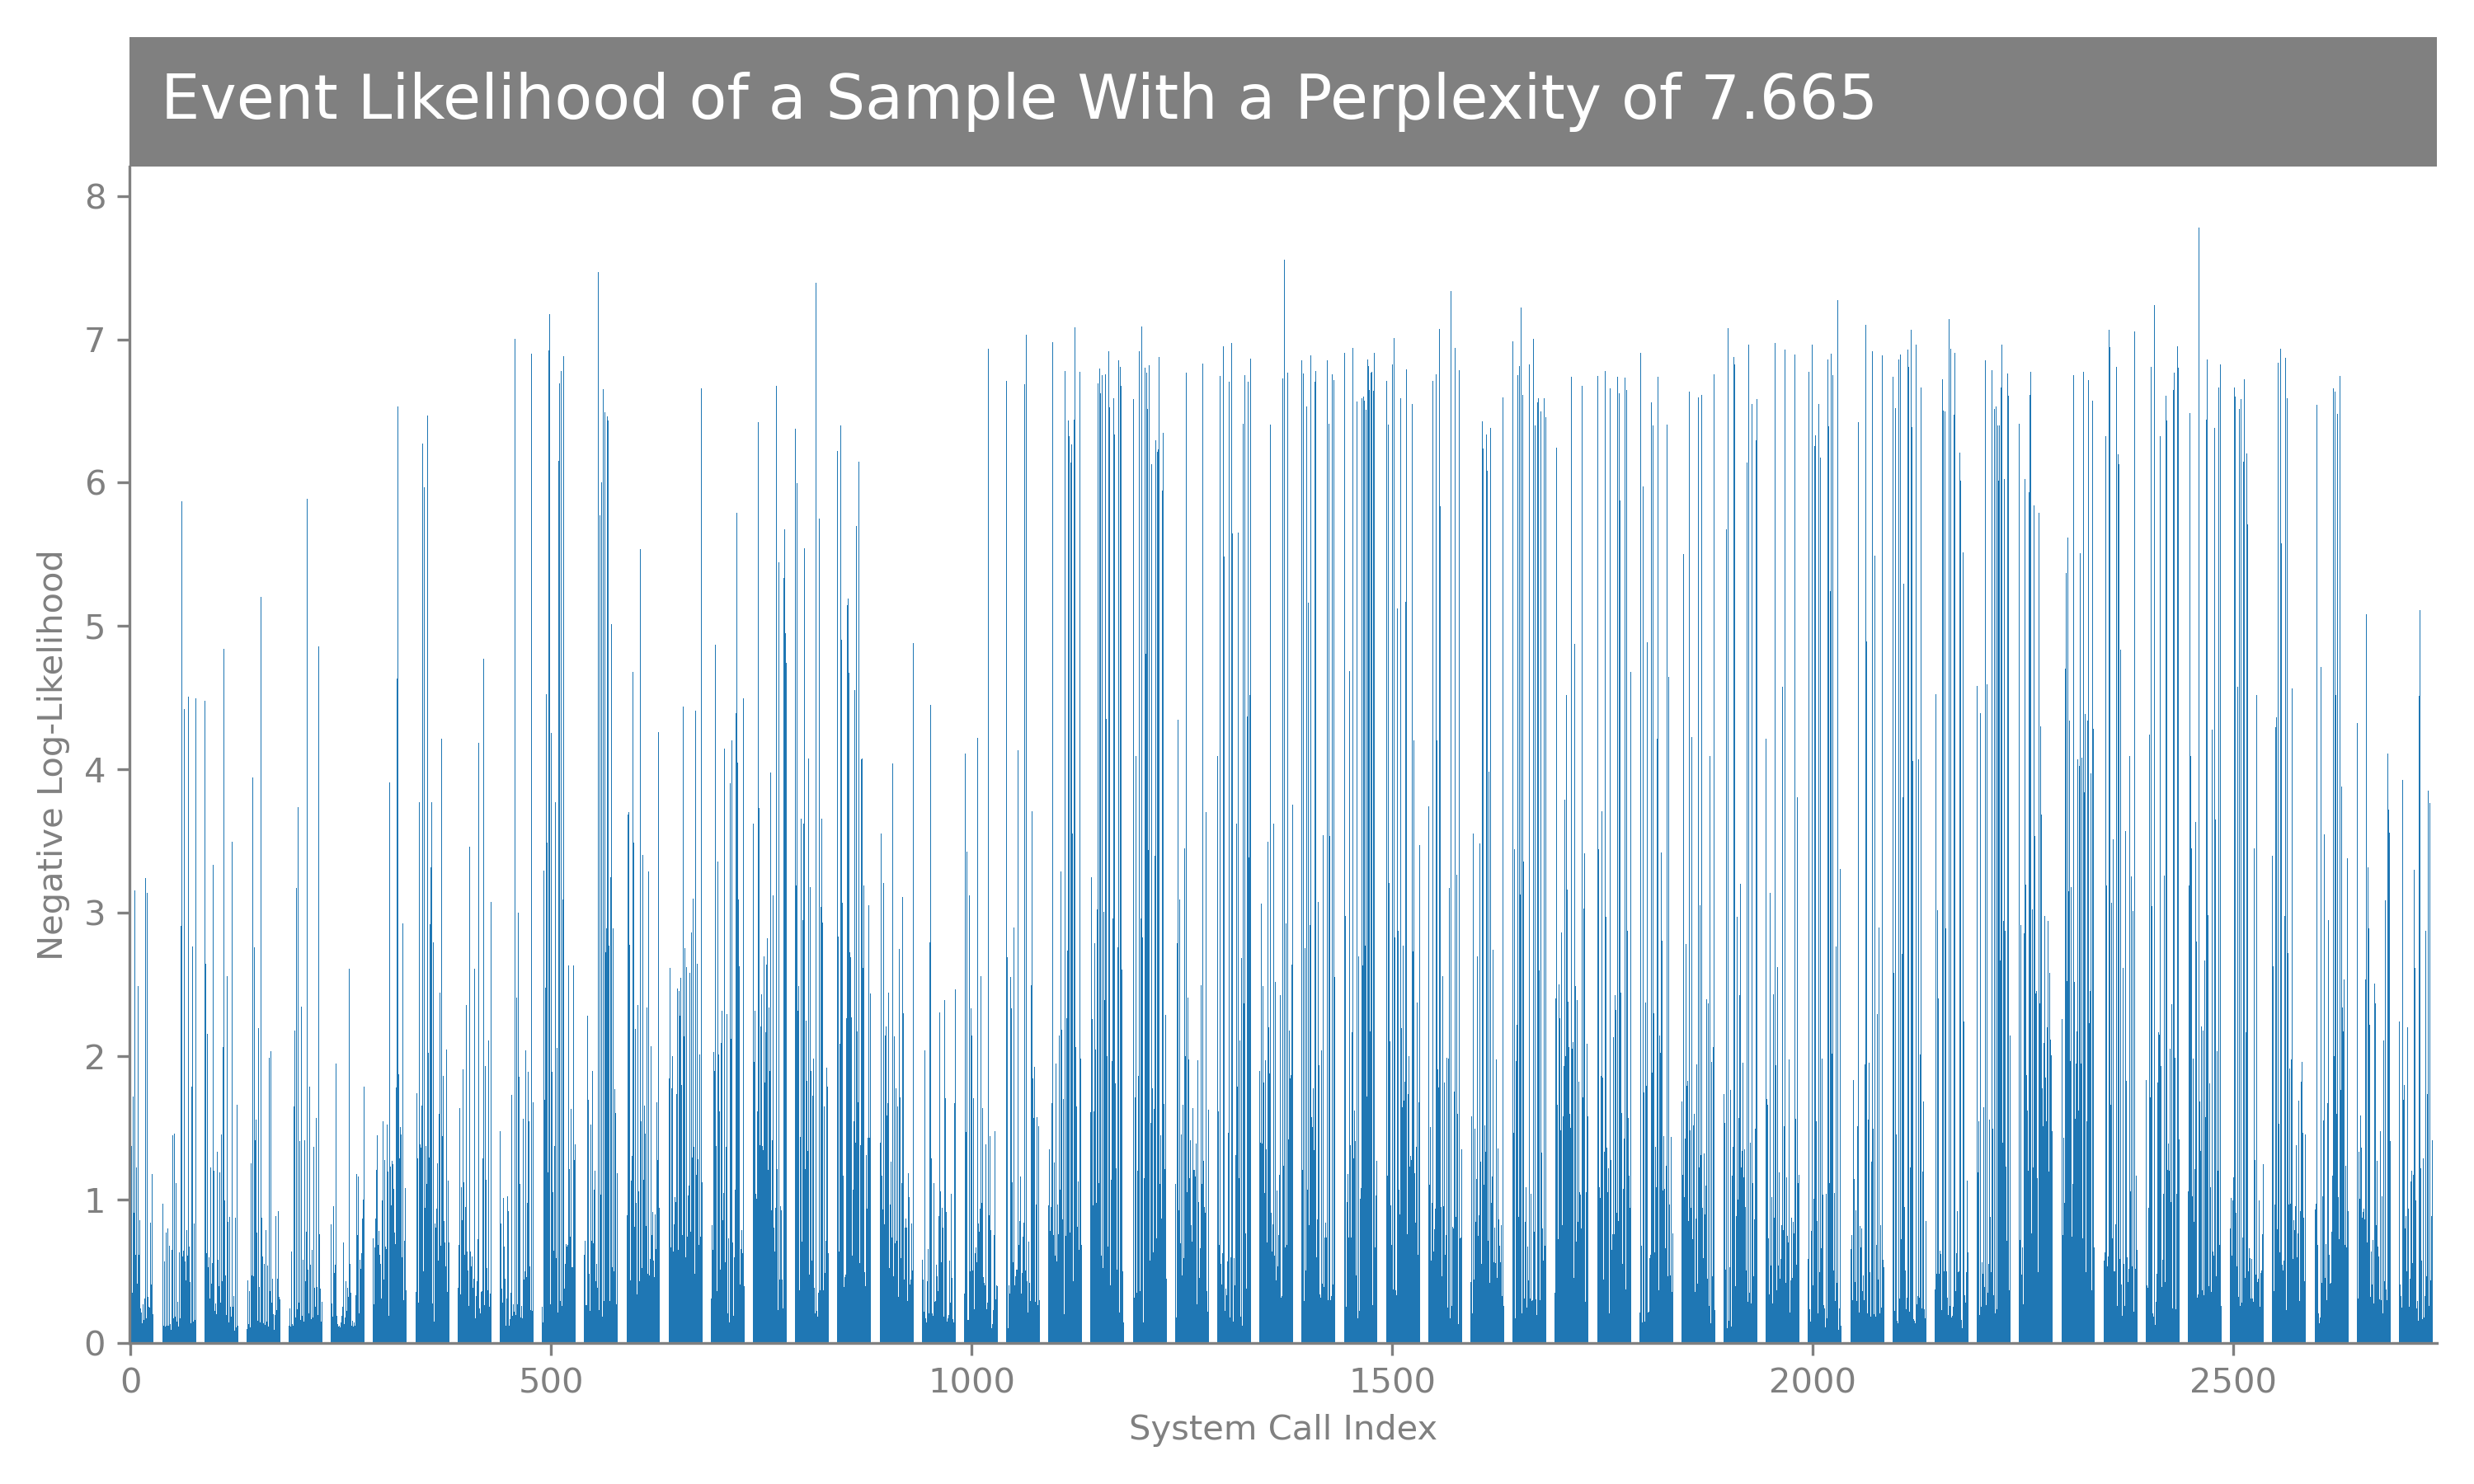 Event Likelihood of a Sample With a Perplexity of 7.665
8
7
6
5
4
3
2
1
0
Negative Log-Likelihood
0 500 1000 1500 2000 2500
System Call Index